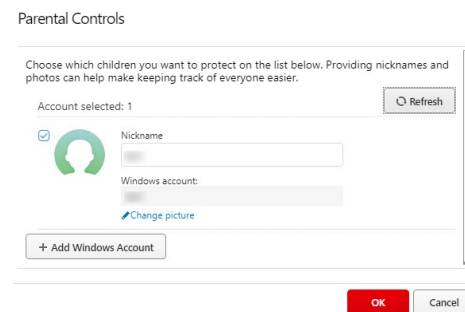 Parental Controls
Choose which children you want to protect on the list below. Providing nicknames and
photos can help make keeping track of everyone easier.
Account selected: 1
Refresh
Nickname
Windows account:
Change picture
+ Add Windows Account
OK
Cancel